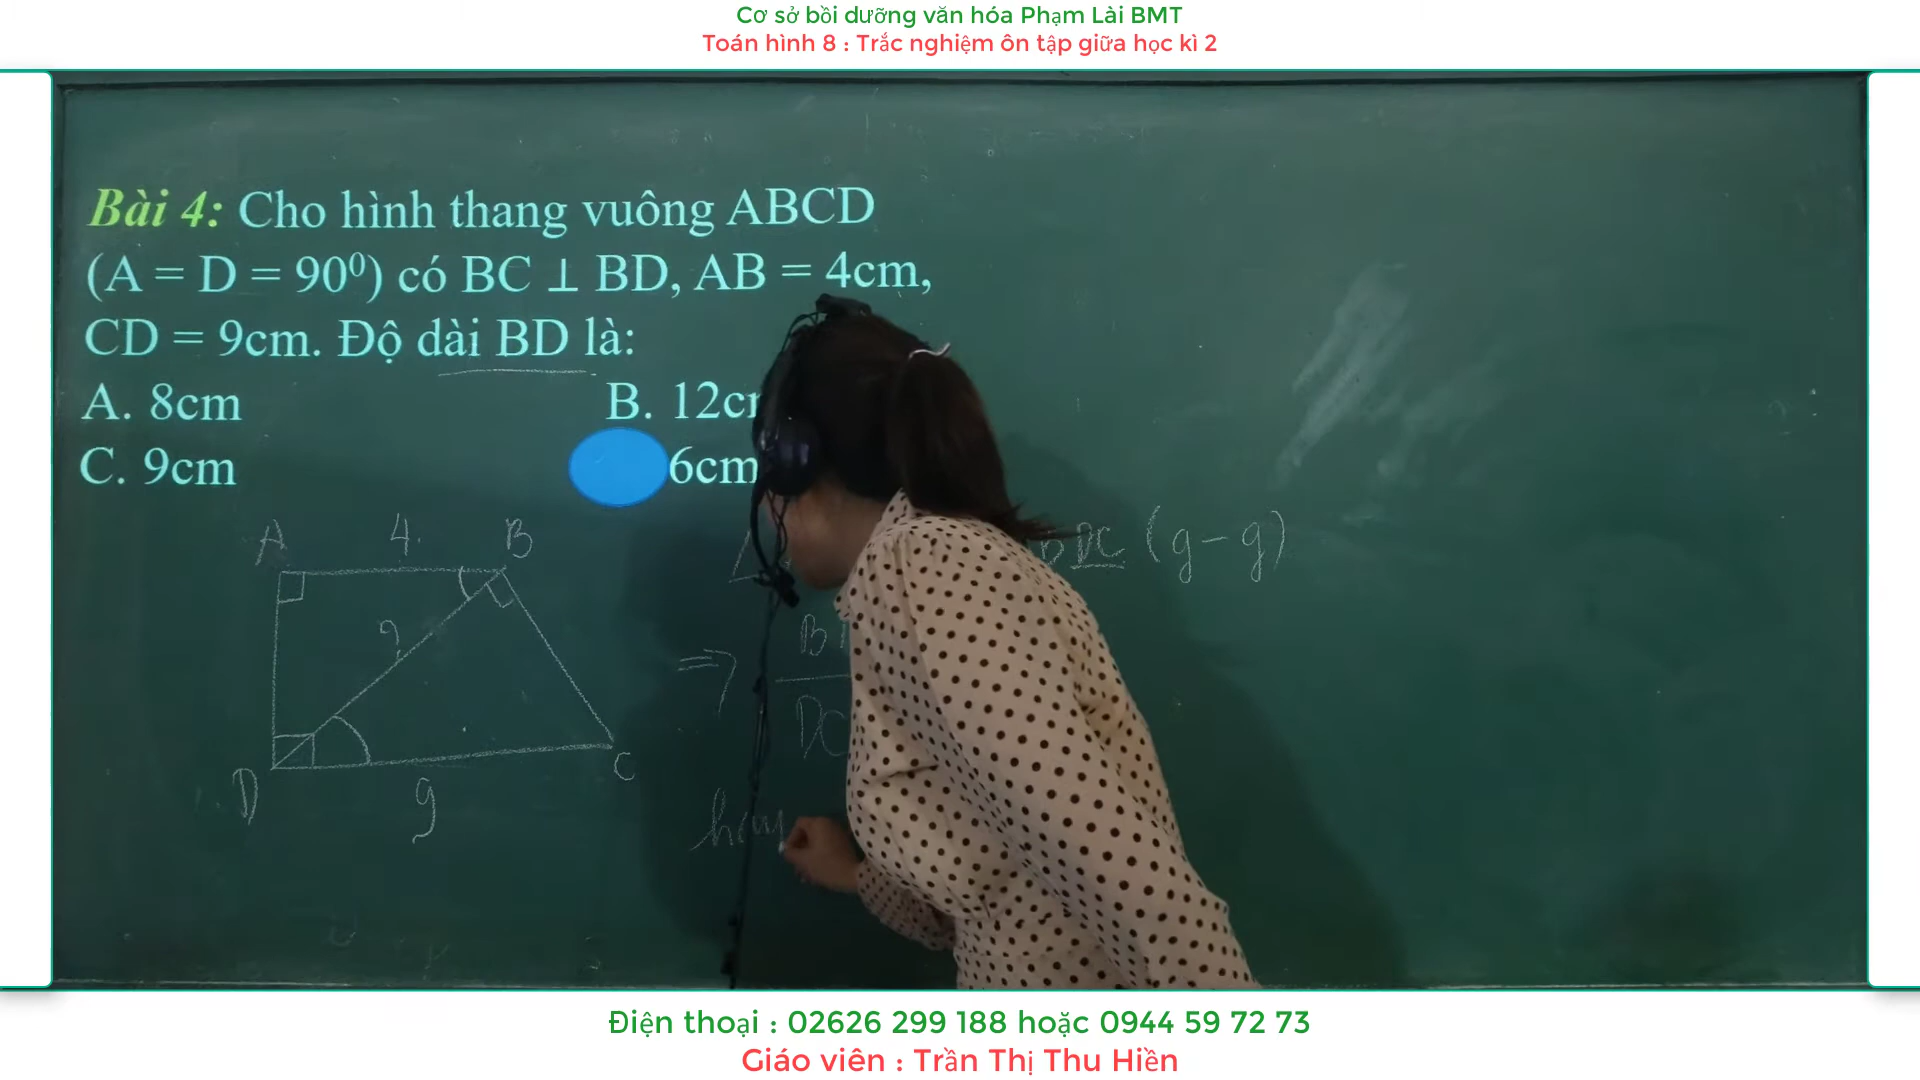 Cơ sở bồi dưỡng văn hóa Phạm Lài BMT
Toán hình 8 : Trắc nghiệm ôn tập giữa học kì 2
Bài 4: Cho hình thang vuông ABCD
(A = D = 90⁰) có BC ⊥ BD, AB = 4cm,
CD = 9cm. Độ dài BD là:
A. 8cm
B. 12c
C. 9cm
6cm
A 4. B
DC (g-g)
?
=> B
DC
D 9 C
hay
Điện thoại : 02626 299 188 hoặc 0944 59 72 73
Giáo viên : Trần Thị Thu Hiền